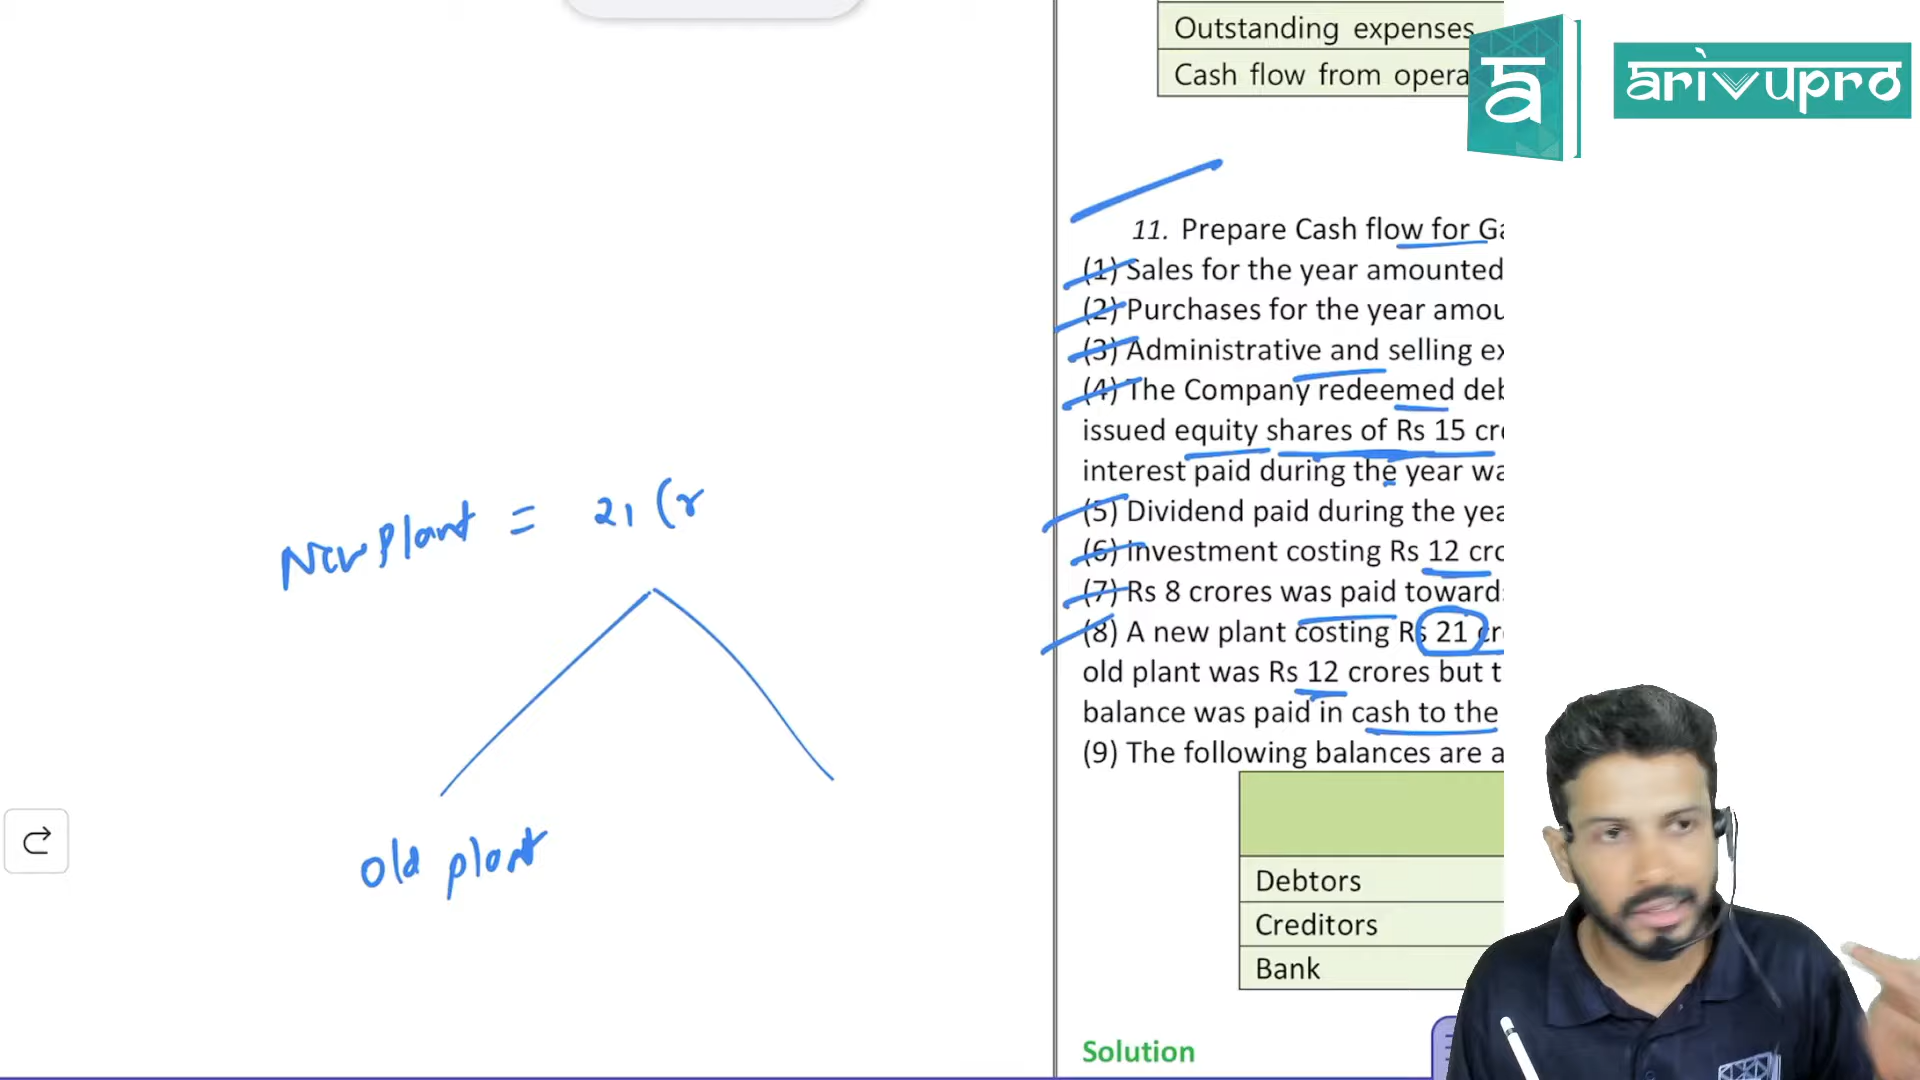 Outstanding expenses
Cash flow from opera
arivupro
11. Prepare Cash flow for Ga
(1) Sales for the year amounted
(2) Purchases for the year amou
(3) Administrative and selling ex
(4) The Company redeemed deb
issued equity shares of Rs 15 cr
interest paid during the year wa
(5) Dividend paid during the yea
(6) Investment costing Rs 12 cro
(7) Rs 8 crores was paid toward
(8) A new plant costing Rs 21 cr
old plant was Rs 12 crores but t
balance was paid in cash to the
(9) The following balances are a
Debtors
Creditors
Bank
Solution
New Plant = 21 Cr
Old plant